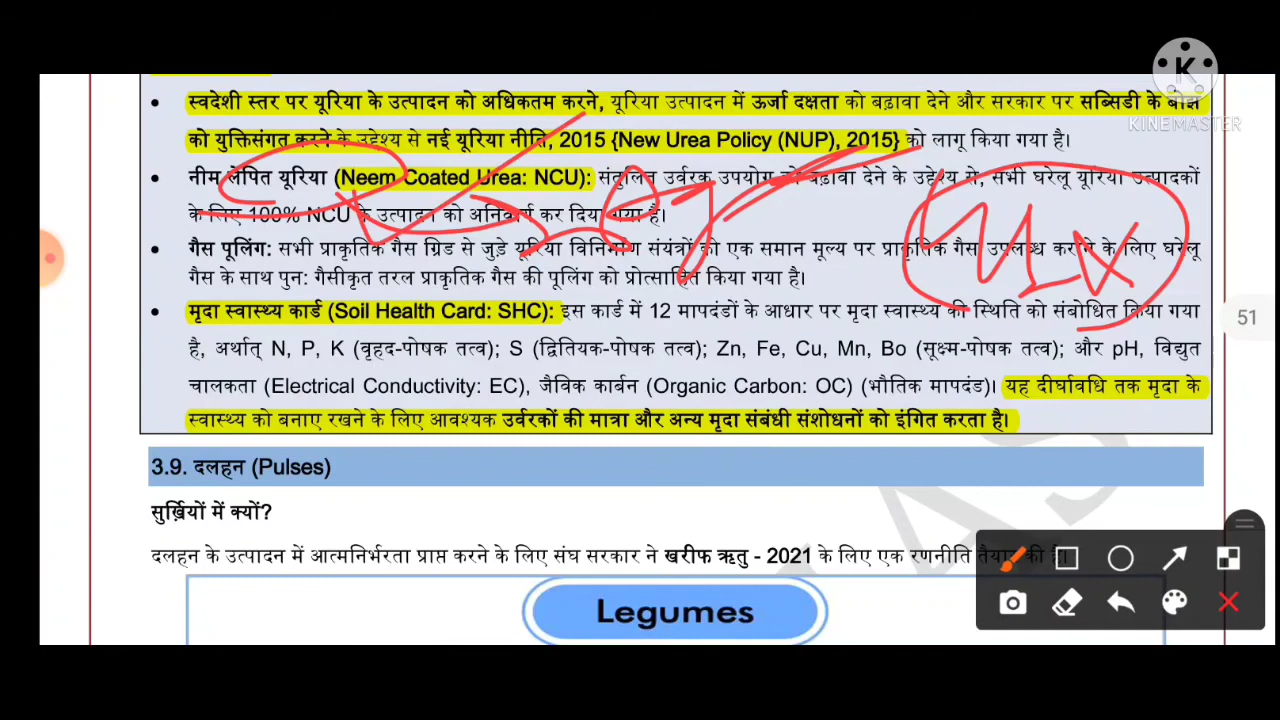 स्वदेशी स्तर पर यूरिया के उत्पादन को अधिकतम करने, यूरिया उत्पादन में ऊर्जा दक्षता को बढ़ावा देने और सरकार पर सब्सिडी के बोझ
KINEMASTER
को युक्तिसंगत करने के उद्देश्य से नई यूरिया नीति, 2015 {New Urea Policy (NUP), 2015} को लागू किया गया है।
नीम लेपित यूरिया (Neem Coated Urea: NCU): संतुलित उर्वरक उपयोग को बढ़ावा देने के उद्देश्य से, सभी घरेलू यूरिया उत्पादकों
के लिए 100% NCU के उत्पादन को अनिवार्य कर दिया गया है।
गैस पूलिंग: सभी प्राकृतिक गैस ग्रिड से जुड़े यूरिया विनिर्माण संयंत्रों को एक समान मूल्य पर प्राकृतिक गैस उपलब्ध कराने के लिए घरेलू
गैस के साथ पुन: गैसीकृत तरल प्राकृतिक गैस की पूलिंग को प्रोत्साहित किया गया है।
मृदा स्वास्थ्य कार्ड (Soil Health Card: SHC): इस कार्ड में 12 मापदंडों के आधार पर मृदा स्वास्थ्य की स्थिति को संबोधित किया गया
51
है, अर्थात् N, P, K (वृहद-पोषक तत्व); S (द्वितियक-पोषक तत्व); Zn, Fe, Cu, Mn, Bo (सूक्ष्म-पोषक तत्व); और pH, विद्युत
चालकता (Electrical Conductivity: EC), जैविक कार्बन (Organic Carbon: OC) (भौतिक मापदंड)। यह दीर्घावधि तक मृदा के
स्वास्थ्य को बनाए रखने के लिए आवश्यक उर्वरकों की मात्रा और अन्य मृदा संबंधी संशोधनों को इंगित करता है।
3.9. दलहन (Pulses)
सुर्ख़ियों में क्यों?
दलहन के उत्पादन में आत्मनिर्भरता प्राप्त करने के लिए संघ सरकार ने खरीफ ऋतु - 2021 के लिए एक रणनीति तैयार की है।
Legumes